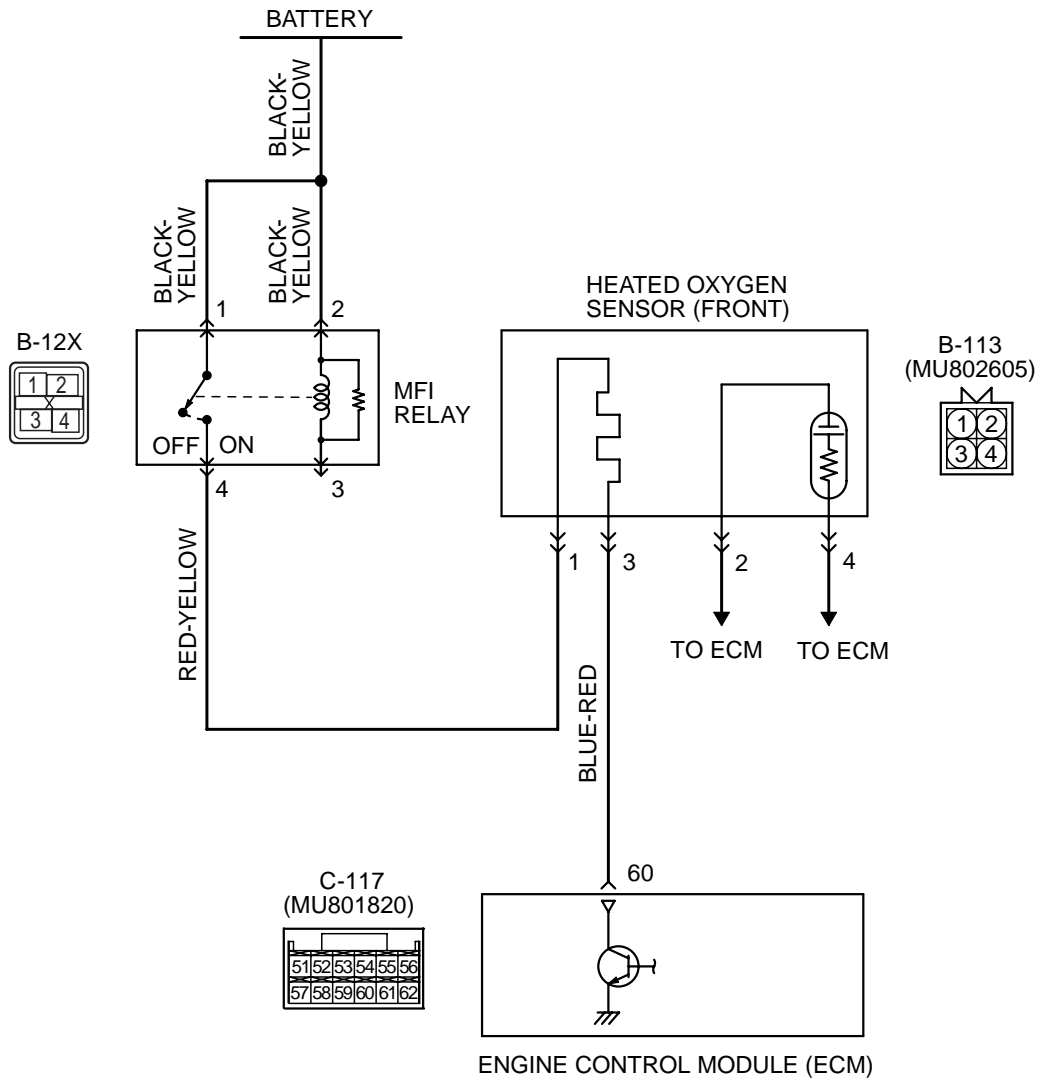 BATTERY
BLACK-
YELLOW
BLACK-
YELLOW
BLACK-
YELLOW
1
2
B-12X
1 2
X
3 4
OFF ON
MFI
RELAY
4
3
HEATED OXYGEN
SENSOR (FRONT)
B-113
(MU802605)
1 2
3 4
1
3
2
4
TO ECM
TO ECM
RED-YELLOW
BLUE-RED
60
C-117
(MU801820)
51 52 53 54 55 56
57 58 59 60 61 62
ENGINE CONTROL MODULE (ECM)